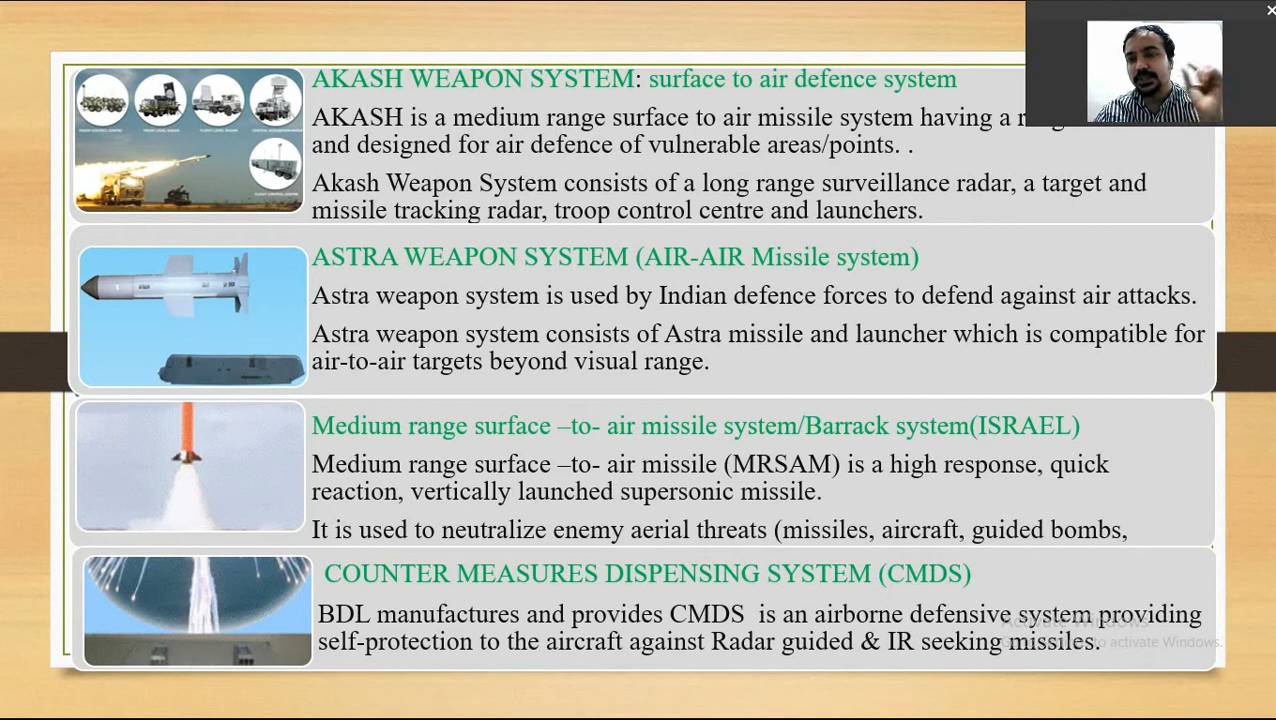 AKASH WEAPON SYSTEM: surface to air defence system
AKASH is a medium range surface to air missile system having a
and designed for air defence of vulnerable areas/points. .
Akash Weapon System consists of a long range surveillance radar, a target and
missile tracking radar, troop control centre and launchers.
ASTRA WEAPON SYSTEM (AIR-AIR Missile system)
Astra weapon system is used by Indian defence forces to defend against air attacks.
Astra weapon system consists of Astra missile and launcher which is compatible for
air-to-air targets beyond visual range.
Medium range surface –to- air missile system/Barrack system(ISRAEL)
Medium range surface –to- air missile (MRSAM) is a high response, quick
reaction, vertically launched supersonic missile.
It is used to neutralize enemy aerial threats (missiles, aircraft, guided bombs,
COUNTER MEASURES DISPENSING SYSTEM (CMDS)
BDL manufactures and provides CMDS is an airborne defensive system providing
self-protection to the aircraft against Radar guided & IR seeking missiles.
Activate Windows
to activate Windows.